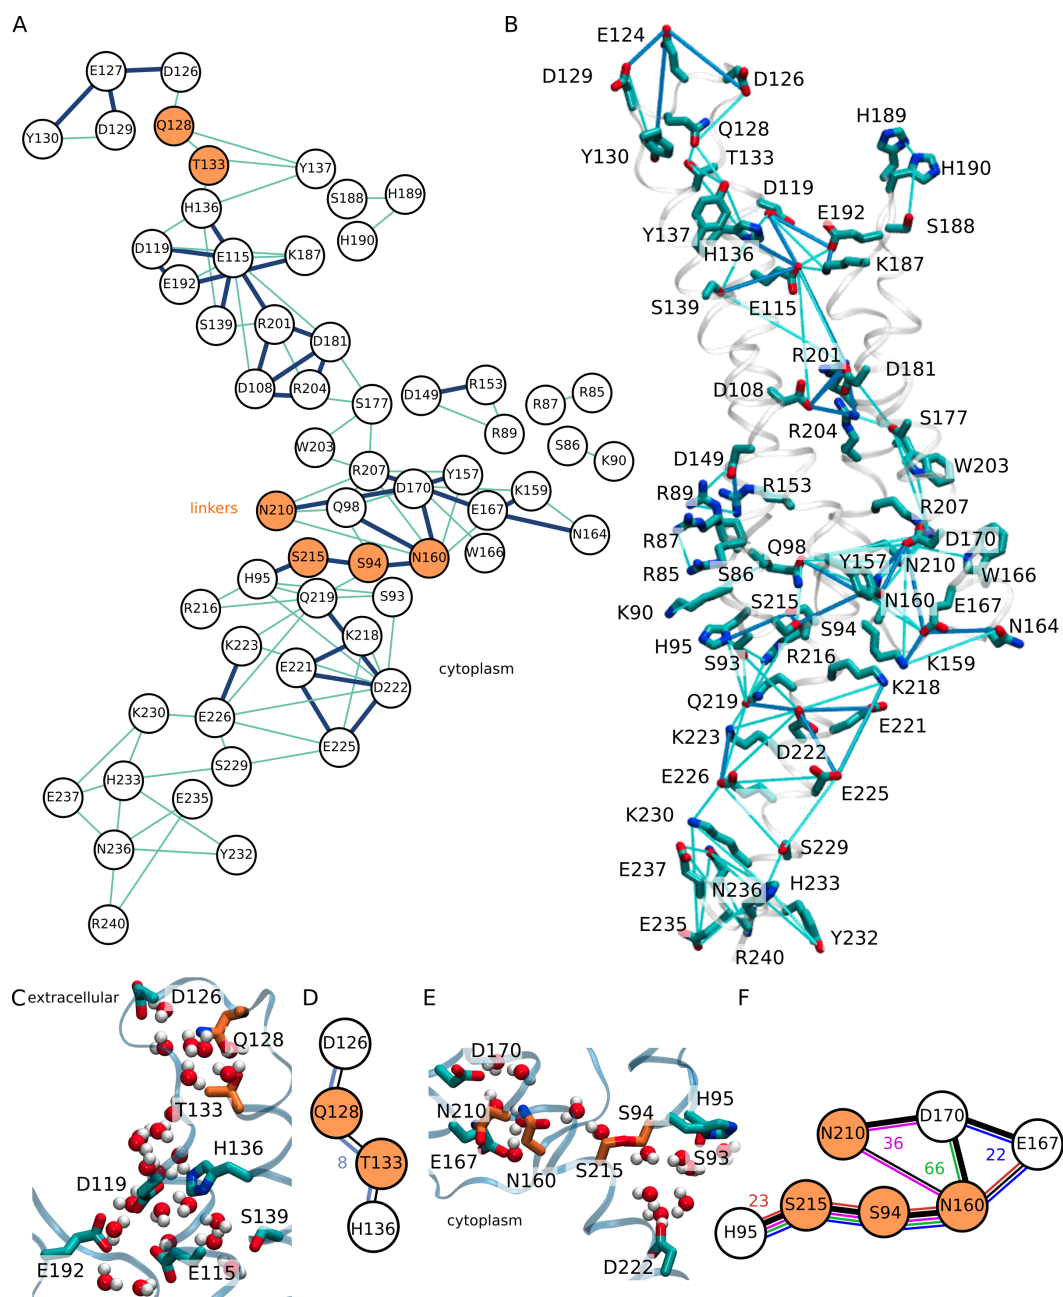 A
E127
D126
Y130
D129
Q128
T133
Y137
S188
H189
H136
H190
D119
E115
K187
E192
S139
R201
D181
D108
R204
S177
D149
R153
R87
R85
R89
S86
K90
W203
R207
Y157
D170
K159
linkers
N210
Q98
E167
N164
S215
S94
N160
W166
H95
Q219
S93
R216
K223
K218
cytoplasm
E221
D222
K230
E226
E225
S229
H233
E237
E235
N236
Y232
R240
B
E124
D129
D126
H189
Q128
Y130
T133
H190
D119
E192
S188
Y137
H136
K187
S139
E115
R201
D181
D108
S177
R204
D149
W203
R89
R153
R207
R87
D170
Q98
Y157
N210
R85
S86
W166
S215
N160
E167
K90
N164
S94
H95
S93
R216
K159
K218
Q219
E221
K223
D222
E226
E225
K230
S229
E237
N236
H233
E235
R240
Y232
C
extracellular
D126
Q128
T133
H136
D119
S139
E192
E115
D
D126
Q128
8
T133
H136
E
D170
H95
N210
S94
E167
S93
N160
S215
cytoplasm
D222
F
N210
D170
E167
36
22
66
23
S215
S94
N160
H95